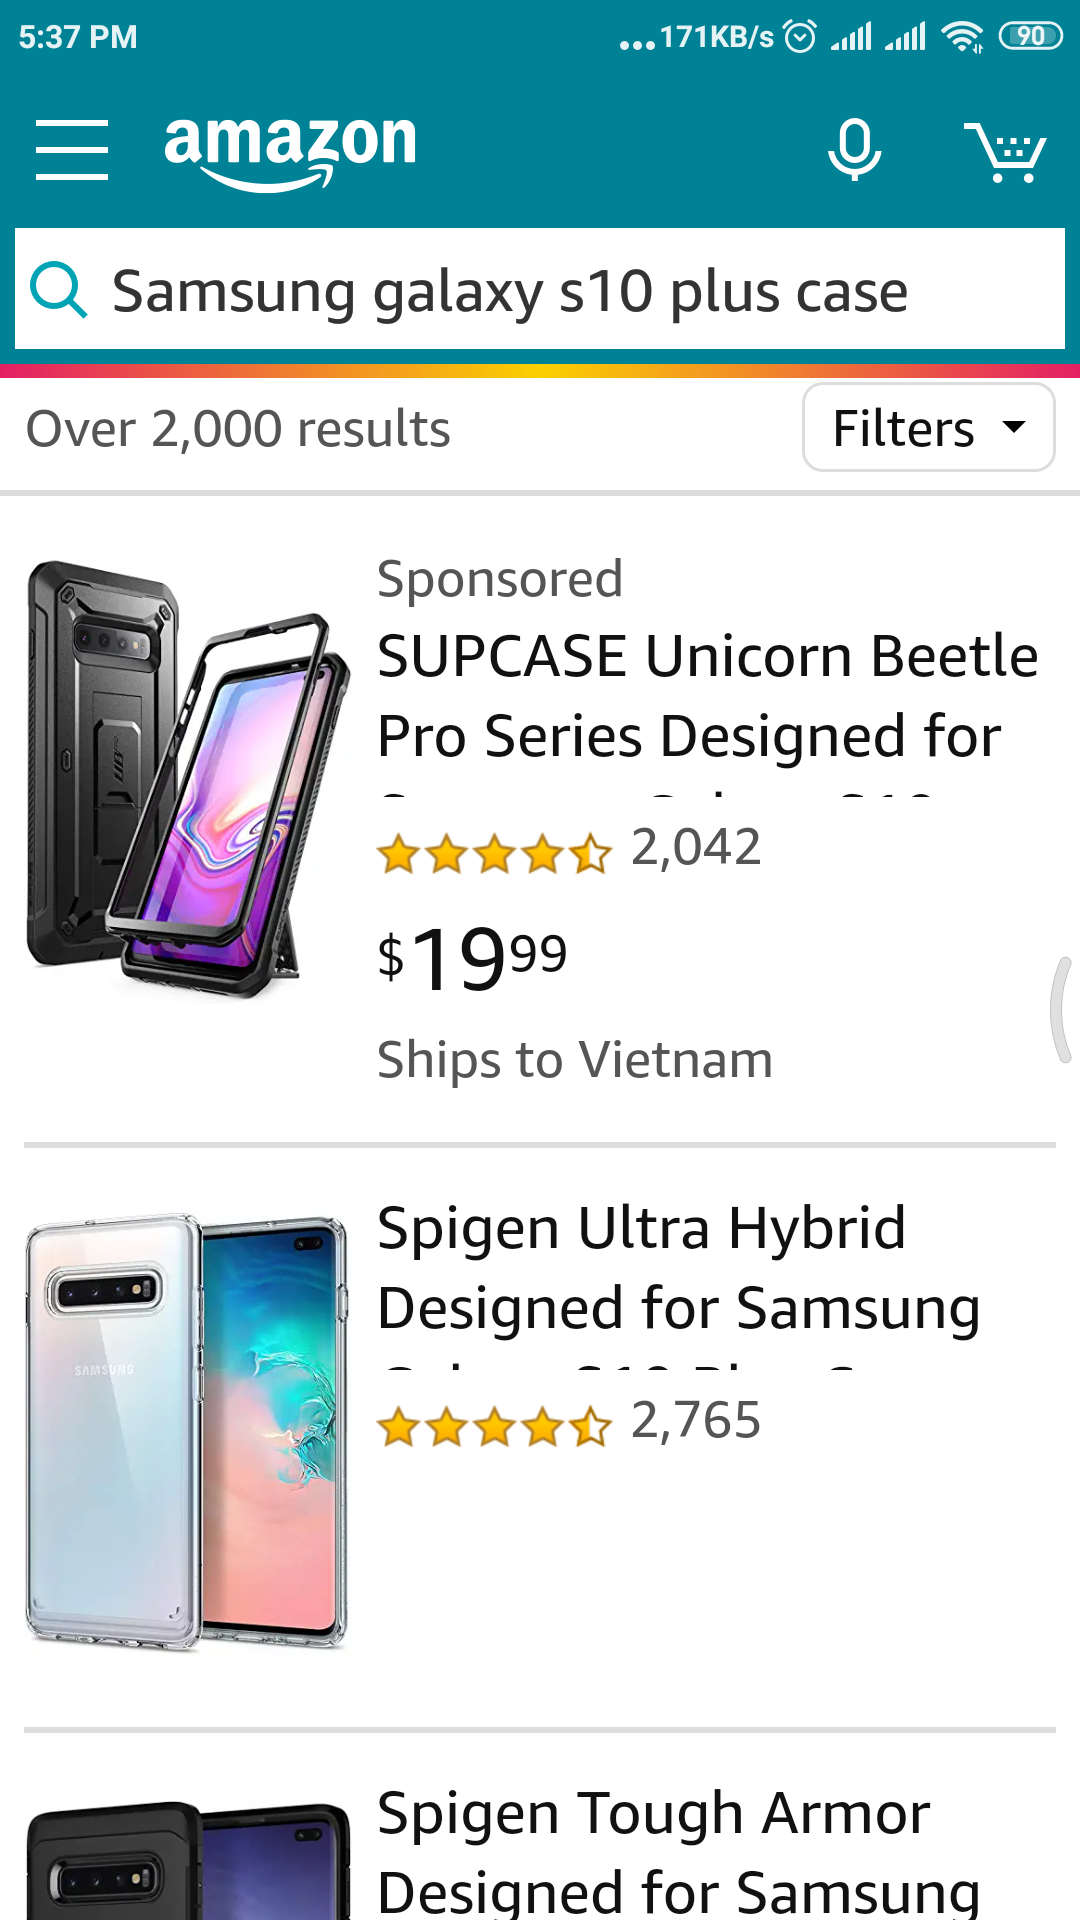 5:37 PM
...171KB/s
90
amazon
Samsung galaxy s10 plus case
Over 2,000 results
Filters
Sponsored
SUPCASE Unicorn Beetle
Pro Series Designed for
2,042
$19 99
Ships to Vietnam
Spigen Ultra Hybrid
Designed for Samsung
SAMSUNG
2,765
Spigen Tough Armor
Designed for Samsung